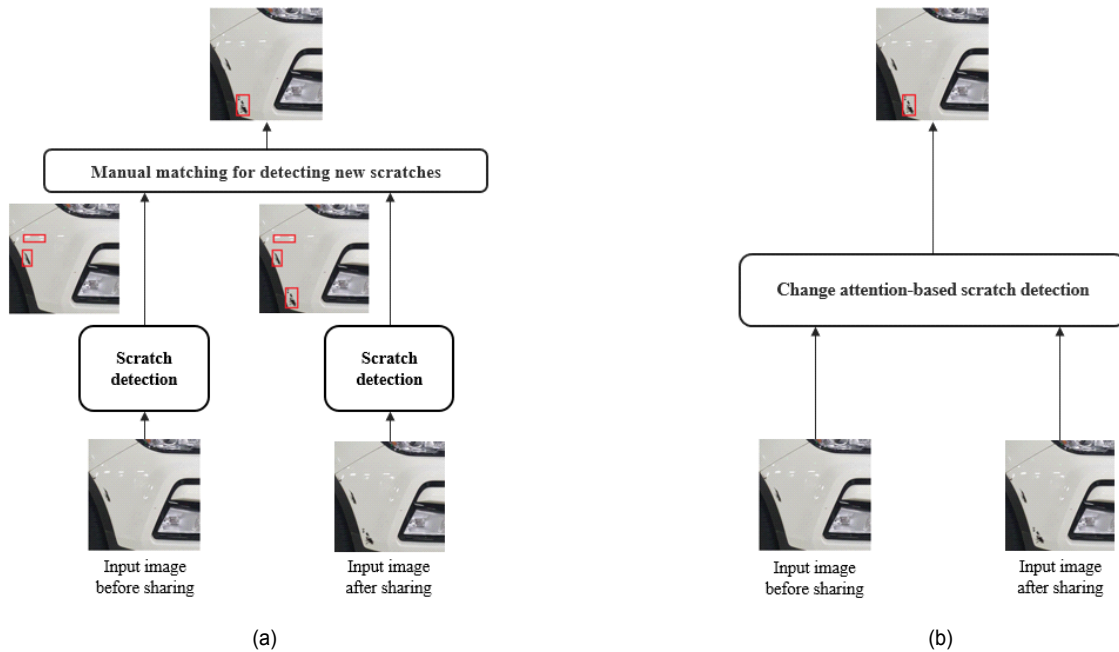 Manual matching for detecting new scratches
Scratch
detection
Scratch
detection
Input image
before sharing
Input image
after sharing
(a)
Change attention-based scratch detection
Input image
before sharing
Input image
after sharing
(b)